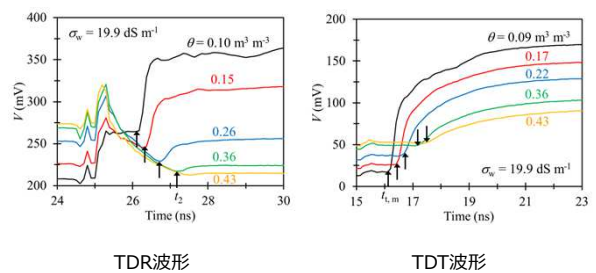 σw = 19.9 dS m-1
θ = 0.10 m3 m-3
0.15
0.26
0.36
0.43
t2
V (mV)
400
350
300
250
200
24
26
28
30
Time (ns)
TDR波形
θ = 0.09 m3 m-3
0.17
0.22
0.36
0.43
σw = 19.9 dS m-1
tt, m
V (mV)
200
150
100
50
0
15
17
19
21
23
Time (ns)
TDT波形